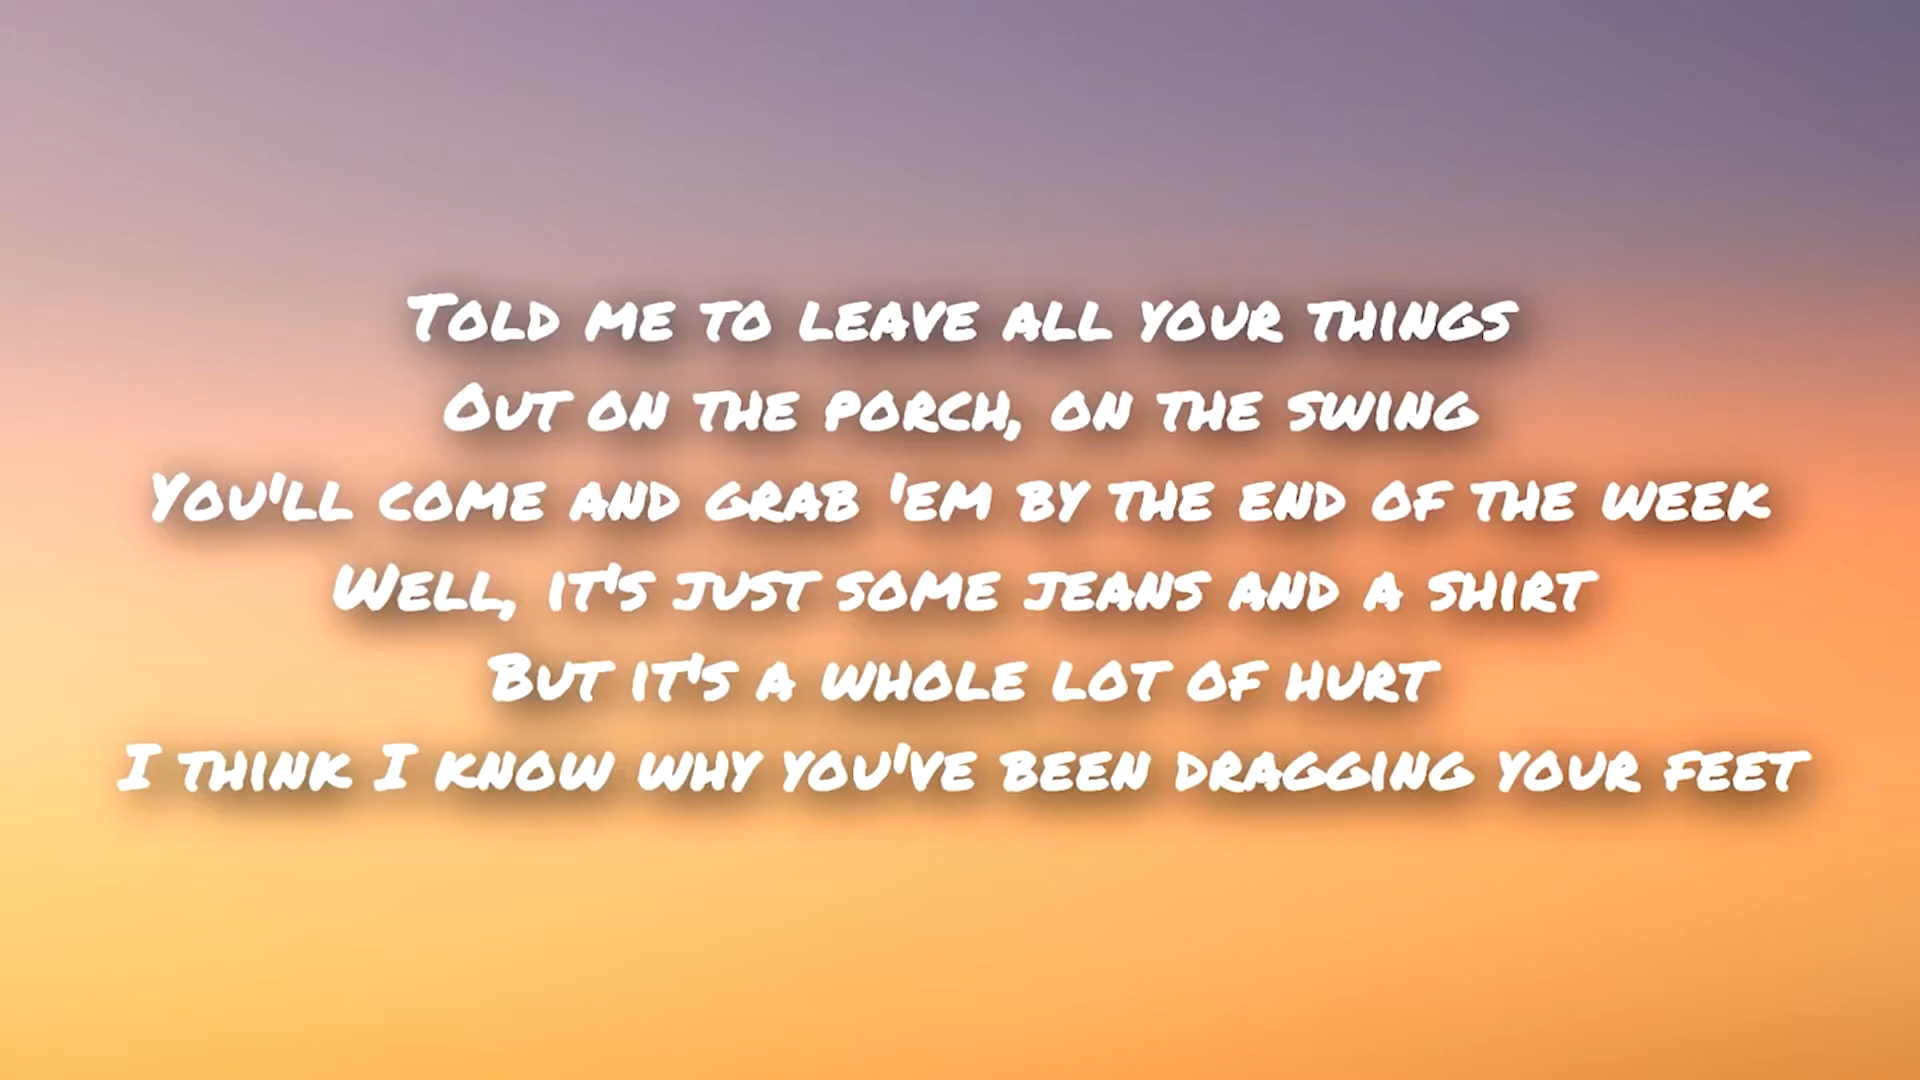 Told me to leave all your things
Out on the porch, on the swing
You'll come and grab 'em by the end of the week
Well, it's just some jeans and a shirt
But it's a whole lot of hurt
I think I know why you've been dragging your feet